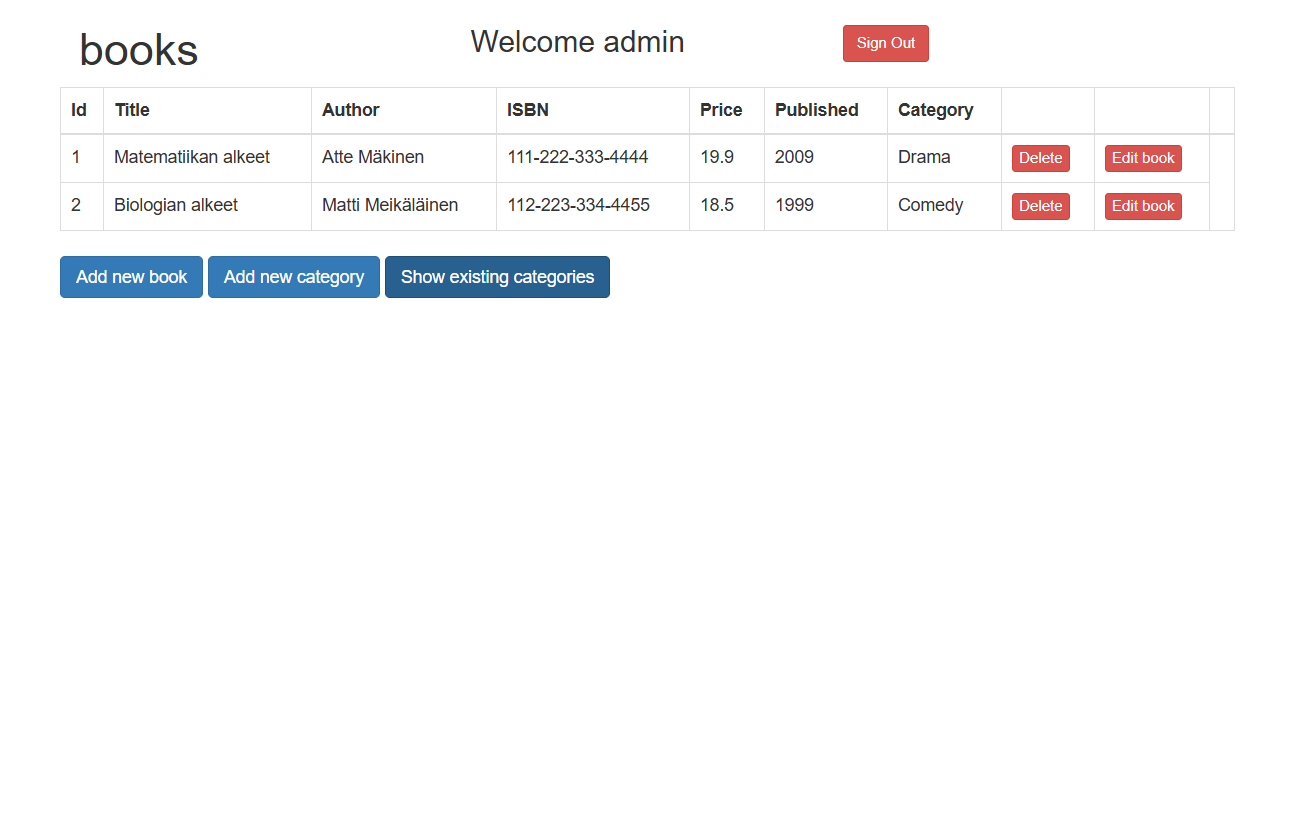 books Welcome admin Sign Out
Id Title Author ISBN Price Published Category
1 Matematiikan alkeet Atte Mäkinen 111-222-333-4444 19.9 2009 Drama Delete Edit book
2 Biologian alkeet Matti Meikäläinen 112-223-334-4455 18.5 1999 Comedy Delete Edit book
Add new book Add new category Show existing categories